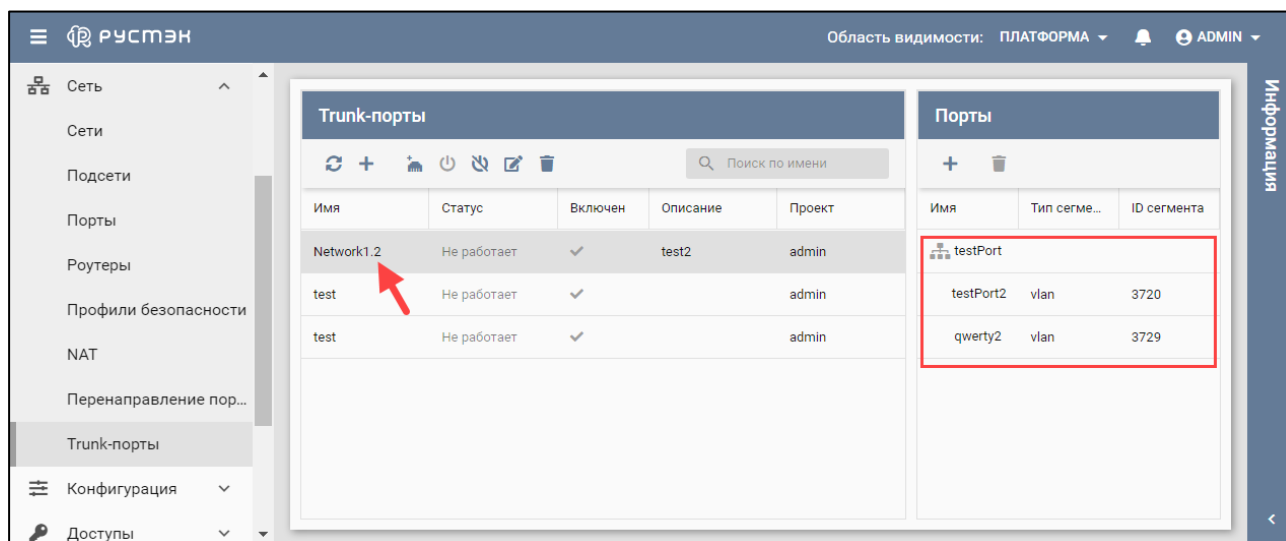 РУСТЭК
Область видимости: ПЛАТФОРМА
ADMIN
Сеть
Сети
Подсети
Порты
Роутеры
Профили безопасности
NAT
Перенаправление пор...
Trunk-порты
Конфигурация
Доступы
Trunk-порты
Поиск по имени
Имя Статус Включен Описание Проект
Network1.2 Не работает test2 admin
test Не работает admin
test Не работает admin
Порты
Имя Тип сегме... ID сегмента
testPort
testPort2 vlan 3720
qwerty2 vlan 3729
Информация